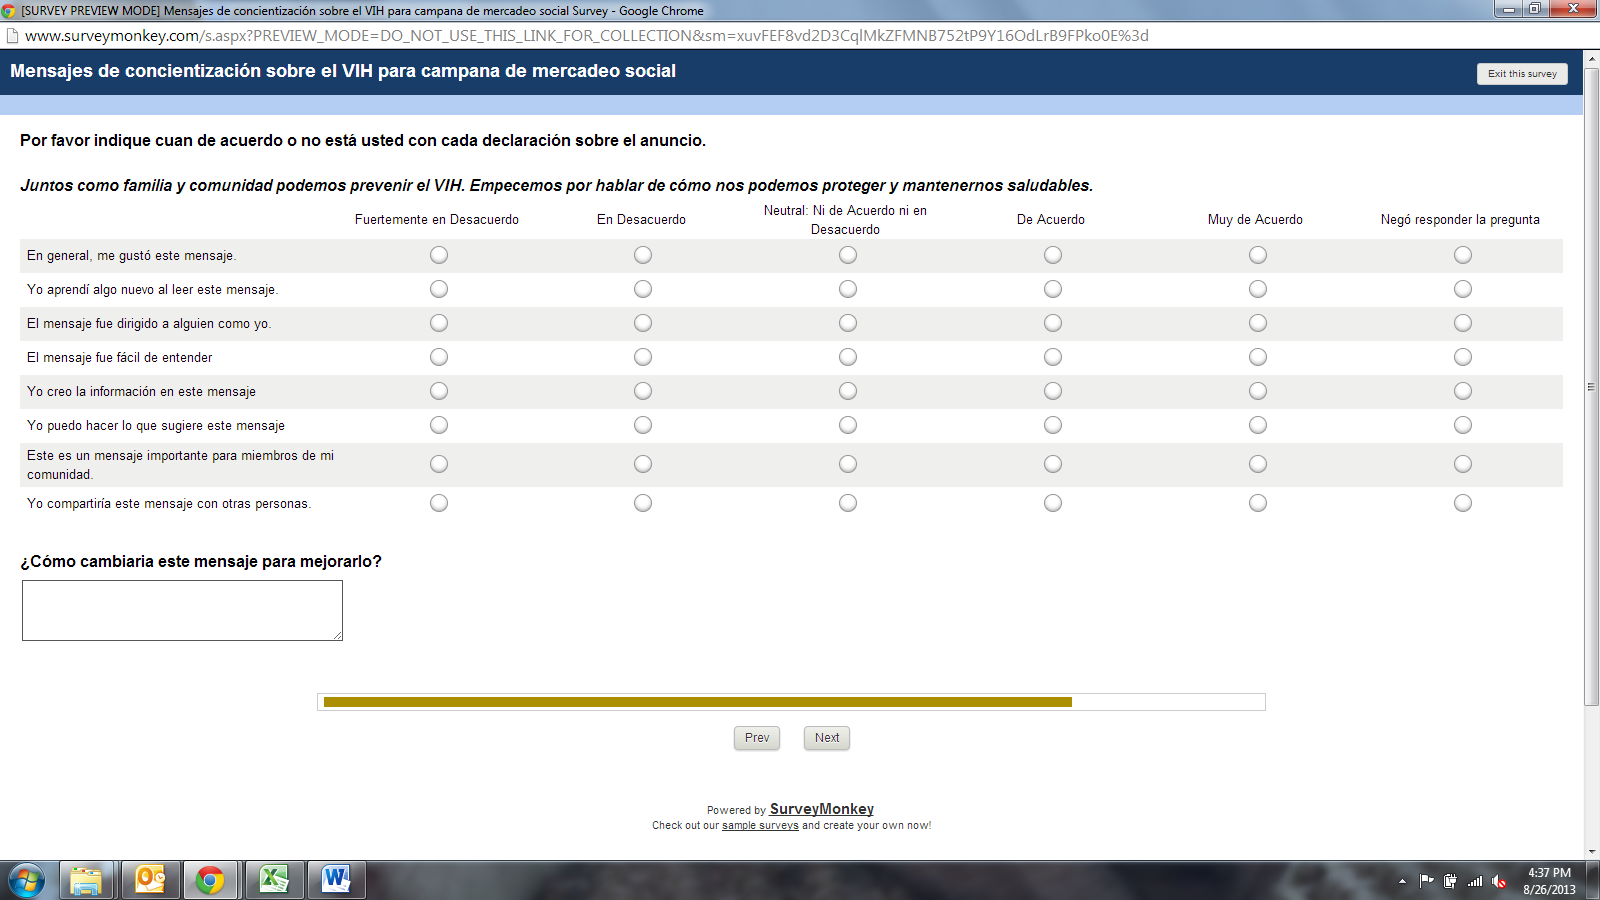 [SURVEY PREVIEW MODE] Mensajes de concientización sobre el VIH para campana de mercadeo social Survey - Google Chrome
www.surveymonkey.com/s.aspx?PREVIEW_MODE=DO_NOT_USE_THIS_LINK_FOR_COLLECTION&sm=xuvFEF8vd2D3CqlMkZFMNB752tP9Y16OdLrB9FPko0E%3d
Mensajes de concientización sobre el VIH para campana de mercadeo social
Exit this survey
Por favor indique cuan de acuerdo o no está usted con cada declaración sobre el anuncio.
Juntos como familia y comunidad podemos prevenir el VIH. Empecemos por hablar de cómo nos podemos proteger y mantenernos saludables.
Fuertemente en Desacuerdo En Desacuerdo Neutral: Ni de Acuerdo ni en Desacuerdo De Acuerdo Muy de Acuerdo Negó responder la pregunta
En general, me gustó este mensaje.
Yo aprendí algo nuevo al leer este mensaje.
El mensaje fue dirigido a alguien como yo.
El mensaje fue fácil de entender
Yo creo la información en este mensaje
Yo puedo hacer lo que sugiere este mensaje
Este es un mensaje importante para miembros de mi
comunidad.
Yo compartiría este mensaje con otras personas.
¿Cómo cambiaria este mensaje para mejorarlo?
Prev Next
Powered by SurveyMonkey
Check out our sample surveys and create your own now!
4:37 PM
8/26/2013